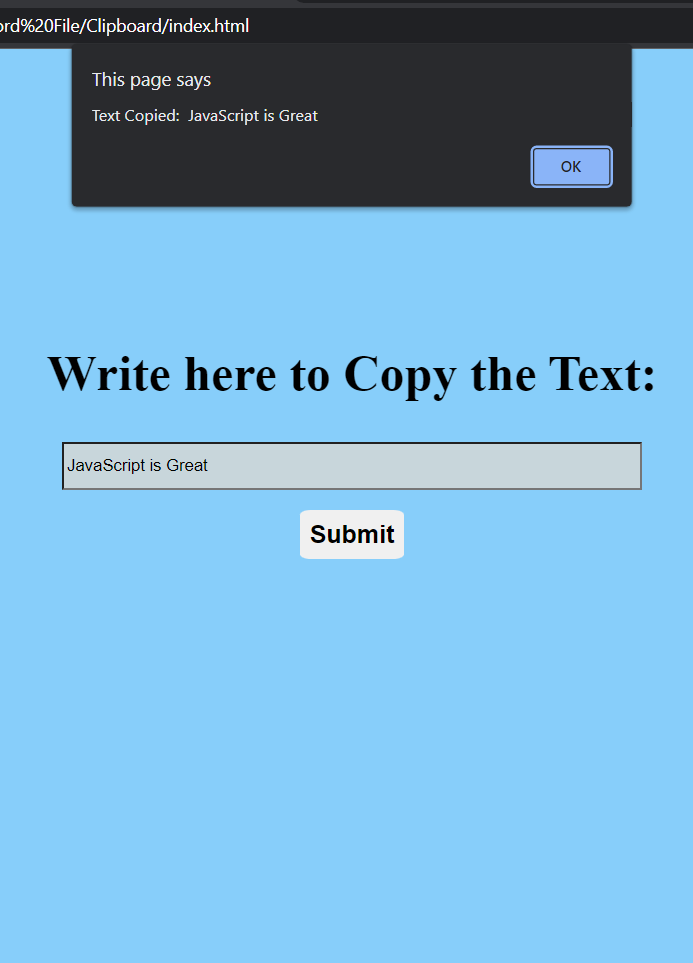 ord%20File/Clipboard/index.html
This page says
Text Copied:  JavaScript is Great
OK
Write here to Copy the Text:
JavaScript is Great
Submit